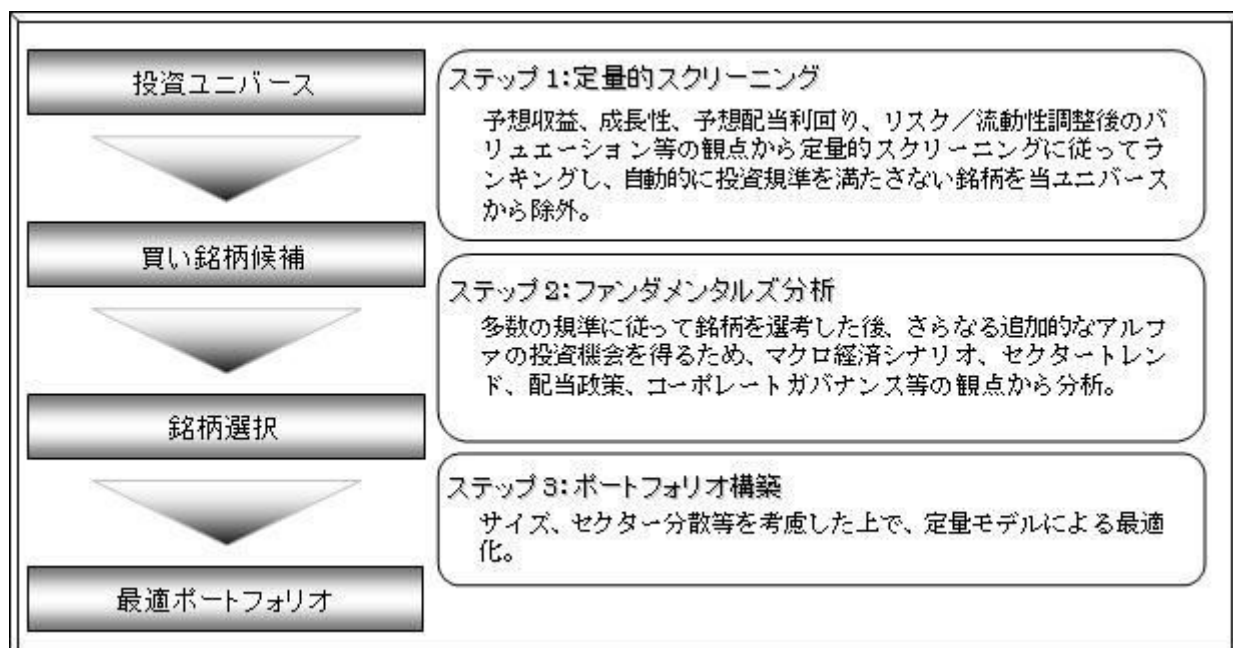 投資ユニバース
ステップ1:定量的スクリーニング
予想収益、成長性、予想配当利回り、リスク／流動性調整後のバ
リュエーション等の観点から定量的スクリーニングに従ってラ
ンキングし、自動的に投資規準を満たさない銘柄を当ユニバース
から除外。
買い銘柄候補
ステップ2:ファンダメンタルズ分析
多数の規準に従って銘柄を選考した後、さらなる追加的なアルフ
ァの投資機会を得るため、マクロ経済シナリオ、セクタートレン
ド、配当政策、コーポレートガバナンス等の観点から分析。
銘柄選択
ステップ3:ポートフォリオ構築
サイズ、セクター分散等を考慮した上で、定量モデルによる最適
化。
最適ポートフォリオ